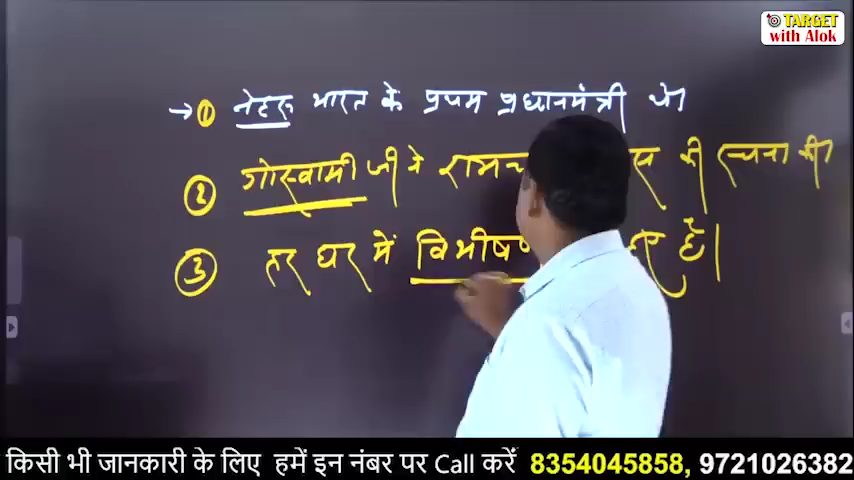 TARGET
with Alok
→ ① नेहरू भारत के प्रथम प्रधानमंत्री थे।
② गोस्वामी जी ने की रचना की
③ हर घर में विभीषण है।
किसी भी जानकारी के लिए हमें इन नंबर पर Call करें 8354045858, 9721026382